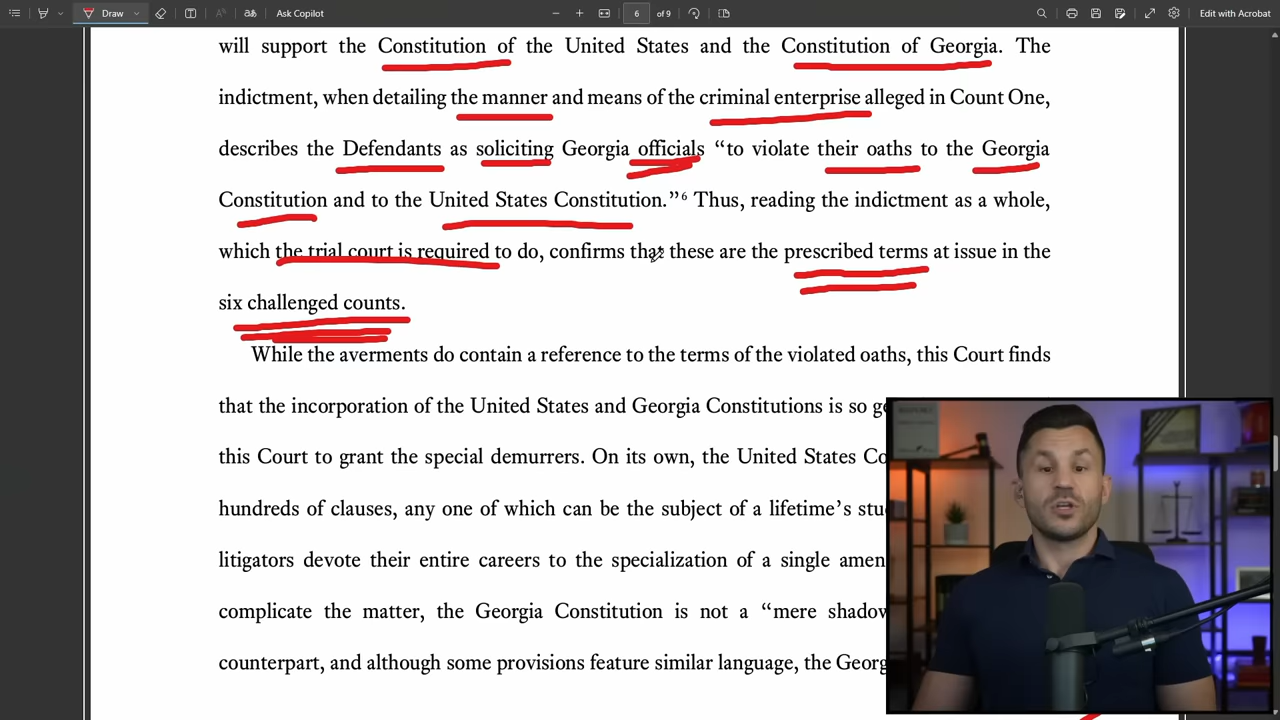 Draw
Ask Copilot
6 of 9
Edit with Acrobat
will support the Constitution of the United States and the Constitution of Georgia. The
indictment, when detailing the manner and means of the criminal enterprise alleged in Count One,
describes the Defendants as soliciting Georgia officials “to violate their oaths to the Georgia
Constitution and to the United States Constitution.”6 Thus, reading the indictment as a whole,
which the trial court is required to do, confirms that these are the prescribed terms at issue in the
six challenged counts.
While the averments do contain a reference to the terms of the violated oaths, this Court finds
that the incorporation of the United States and Georgia Constitutions is so
this Court to grant the special demurrers. On its own, the United States
hundreds of clauses, any one of which can be the subject of a lifetime’s
litigators devote their entire careers to the specialization of a single
complicate the matter, the Georgia Constitution is not a “mere
counterpart, and although some provisions feature similar language, the